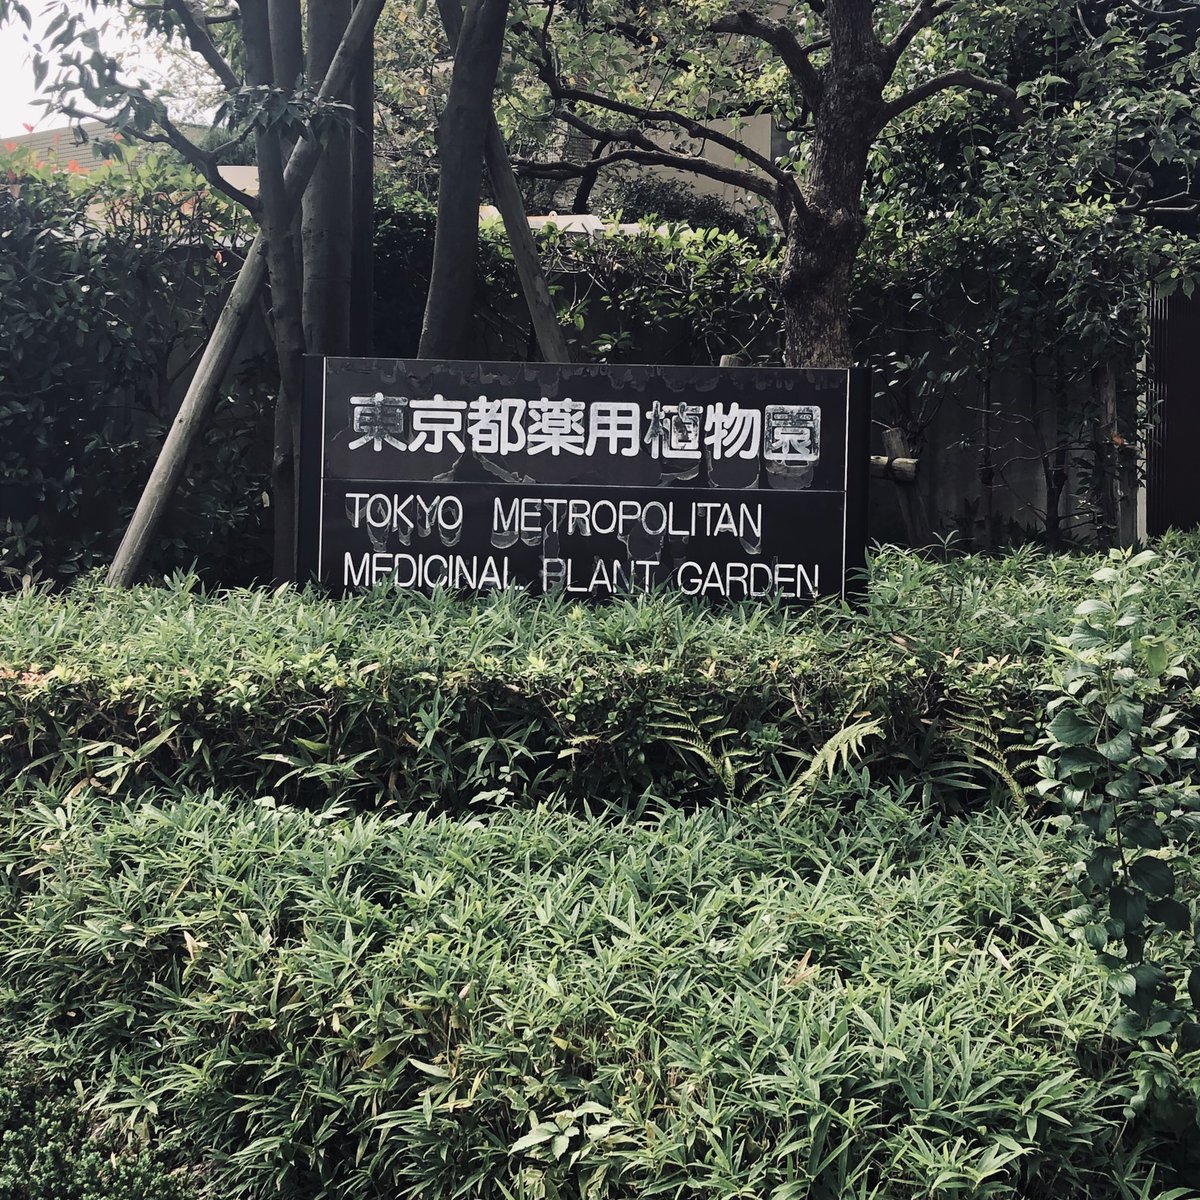 東京都薬用植物園
TOKYO METROPOLITAN
MEDICINAL PLANT GARDEN